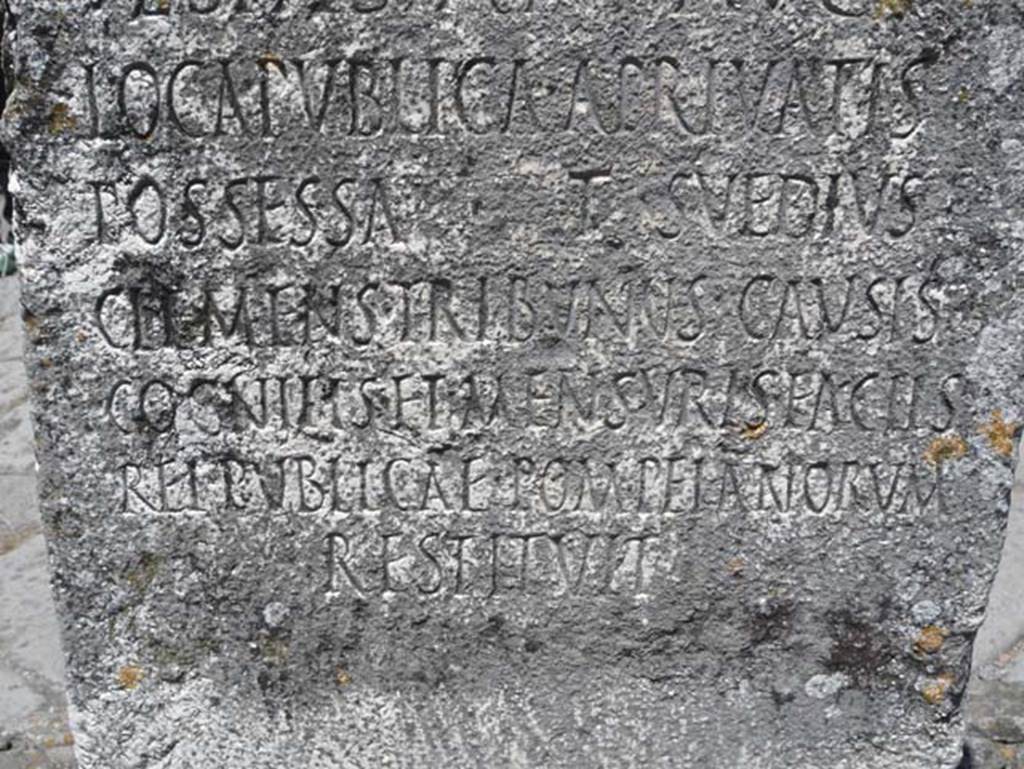 LOCA PVBLICA A PRIVATIS
POSSESSA T SVEDIVS
CLEMENS TRIBVNVS CAVSIS
COGNITIS ET MENSVRIS FACTIS
REI PVBLICAE POMPEIANORVM
RESTITVIT